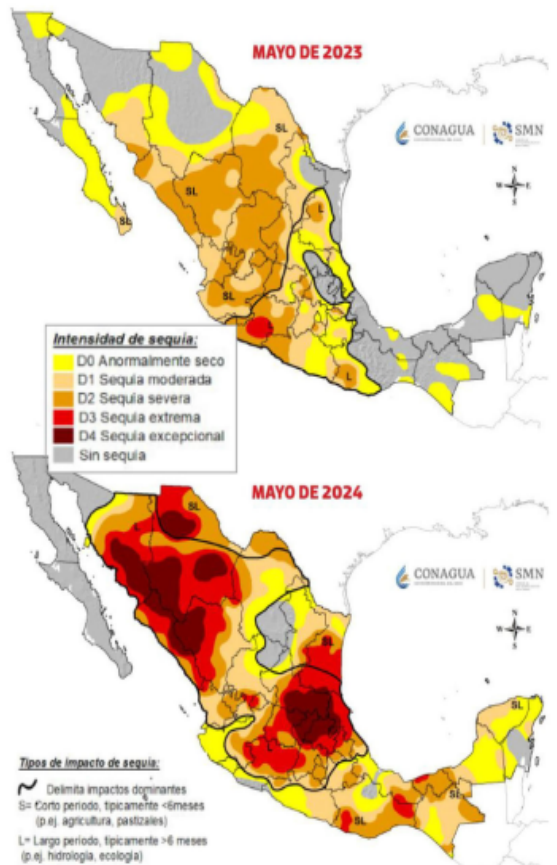 MAYO DE 2023
SL
CONAGUA
SMN
N
W
E
S
SL
L
SL
SL
L
Intensidad de sequía:
D0 Anormalmente seco
D1 Sequía moderada
D2 Sequía severa
D3 Sequía extrema
D4 Sequía excepcional
Sin sequía
MAYO DE 2024
SL
L
CONAGUA
SMN
N
W
E
S
SL
SL
SL
Tipos de impacto de sequía:
Delimita impactos dominantes
S= Corto periodo, típicamente <6meses
(p.ej. agricultura, pastizales)
L= Largo periodo, típicamente >6 meses
(p.ej. hidrología, ecología)